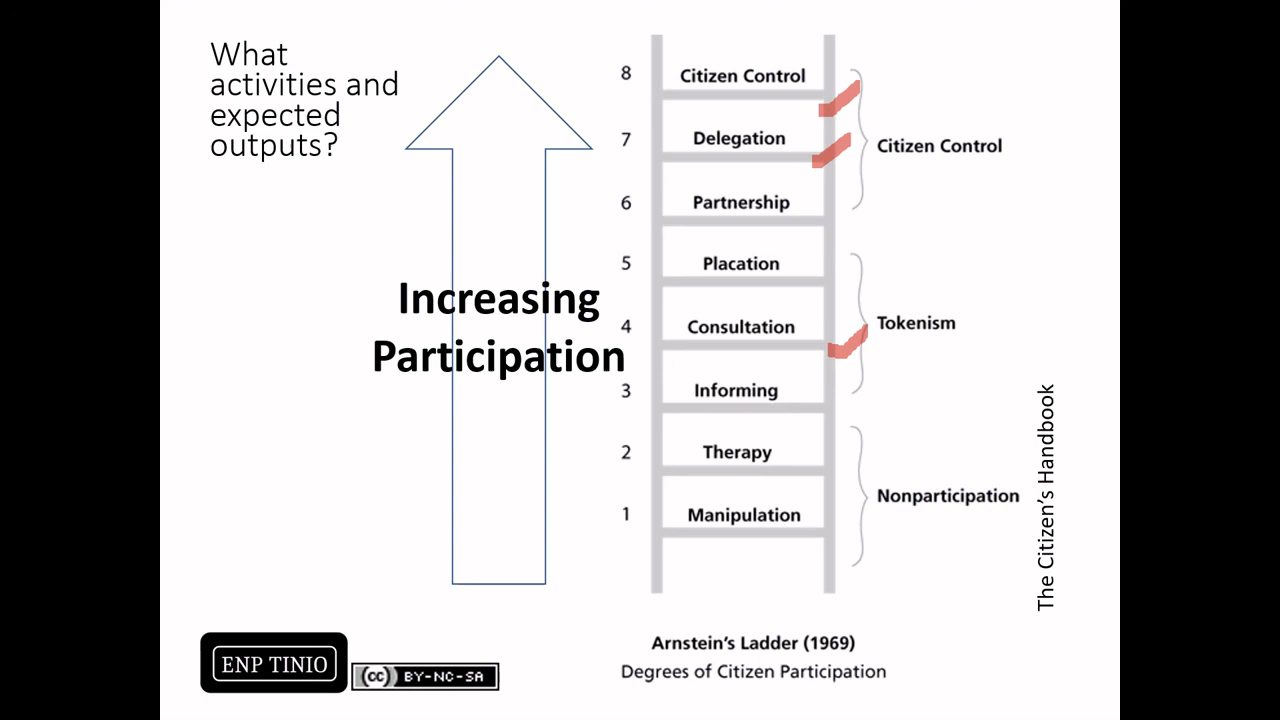 What
activities and
expected
outputs?
Increasing
Participation
8 Citizen Control
7 Delegation
6 Partnership
5 Placation
4 Consultation
3 Informing
2 Therapy
1 Manipulation
Citizen Control
Tokenism
Nonparticipation
The Citizen's Handbook
Arnstein's Ladder (1969)
Degrees of Citizen Participation
ENP TINIO
cc BY-NC-SA